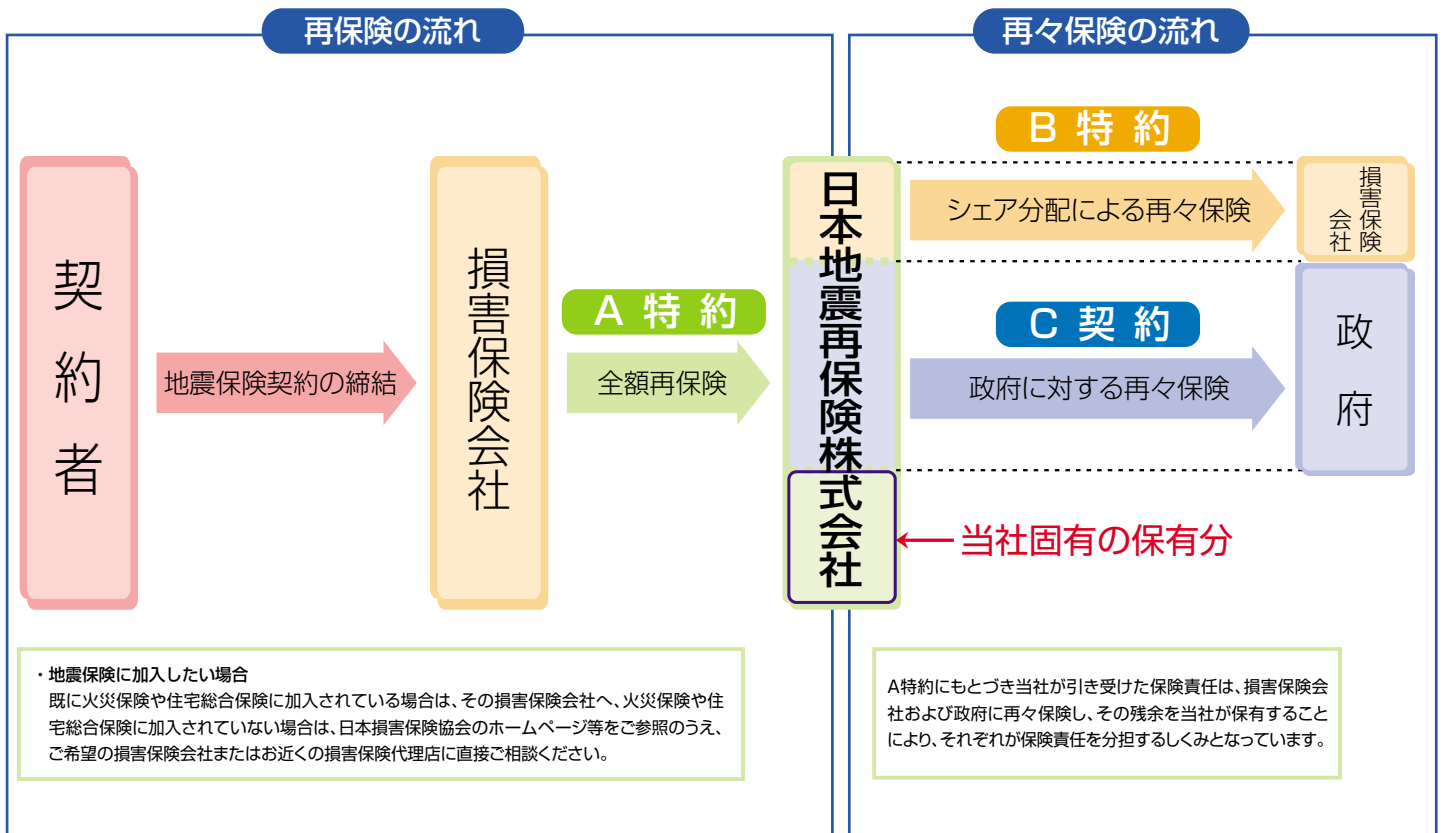 再保険の流れ
再々保険の流れ
契約者
地震保険契約の締結
損害保険会社
A 特 約
全額再保険
日本地震再保険株式会社
B 特 約
シェア分配による再々保険
損害保険
会社
C 契 約
政府に対する再々保険
政府
当社固有の保有分
・地震保険に加入したい場合
既に火災保険や住宅総合保険に加入されている場合は、その損害保険会社へ、火災保険や住
宅総合保険に加入されていない場合は、日本損害保険協会のホームページ等をご参照のうえ、
ご希望の損害保険会社またはお近くの損害保険代理店に直接ご相談ください。
A特約にもとづき当社が引き受けた保険責任は、損害保険会
社および政府に再々保険し、その残余を当社が保有すること
により、それぞれが保険責任を分担するしくみとなっています。